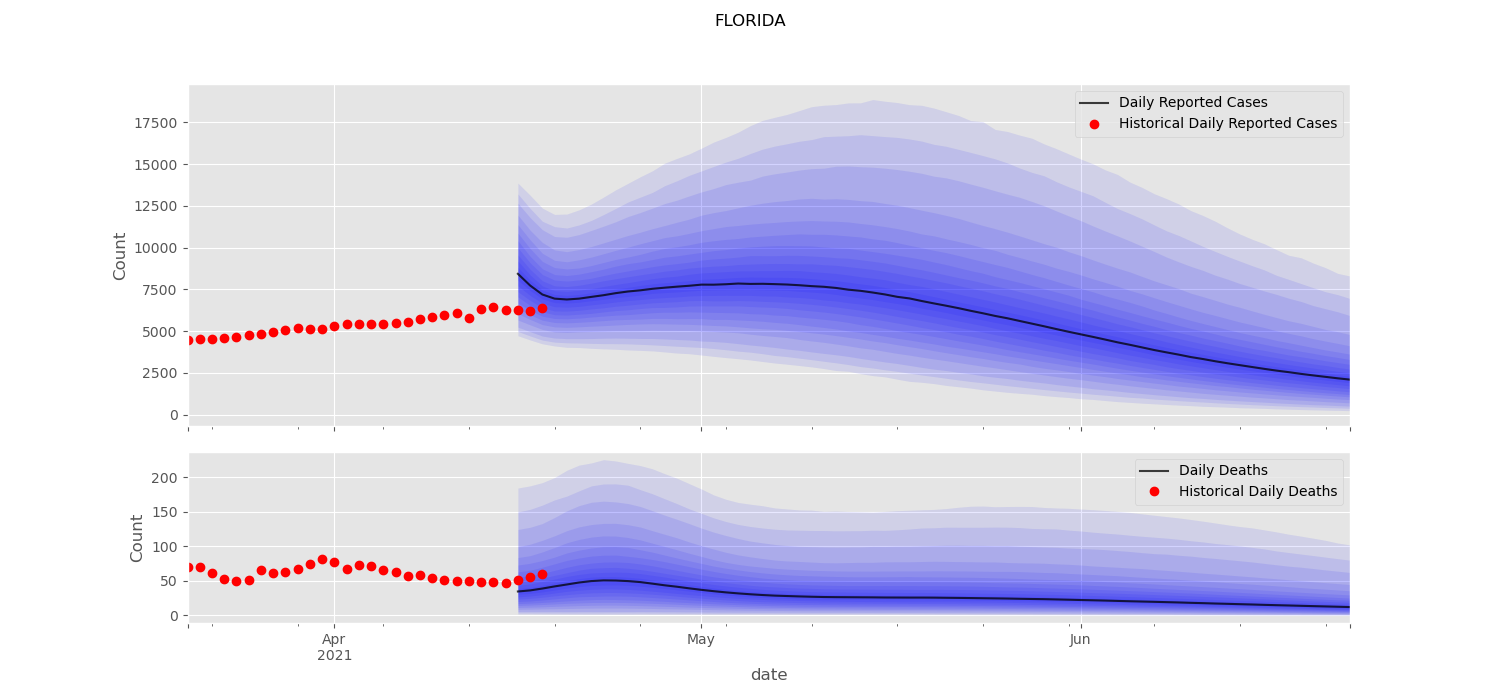 FLORIDA
Daily Reported Cases
Historical Daily Reported Cases
17500
15000
12500
10000
7500
5000
2500
0
Count
Daily Deaths
Historical Daily Deaths
200
150
100
50
0
Count
Apr
2021
May
Jun
date